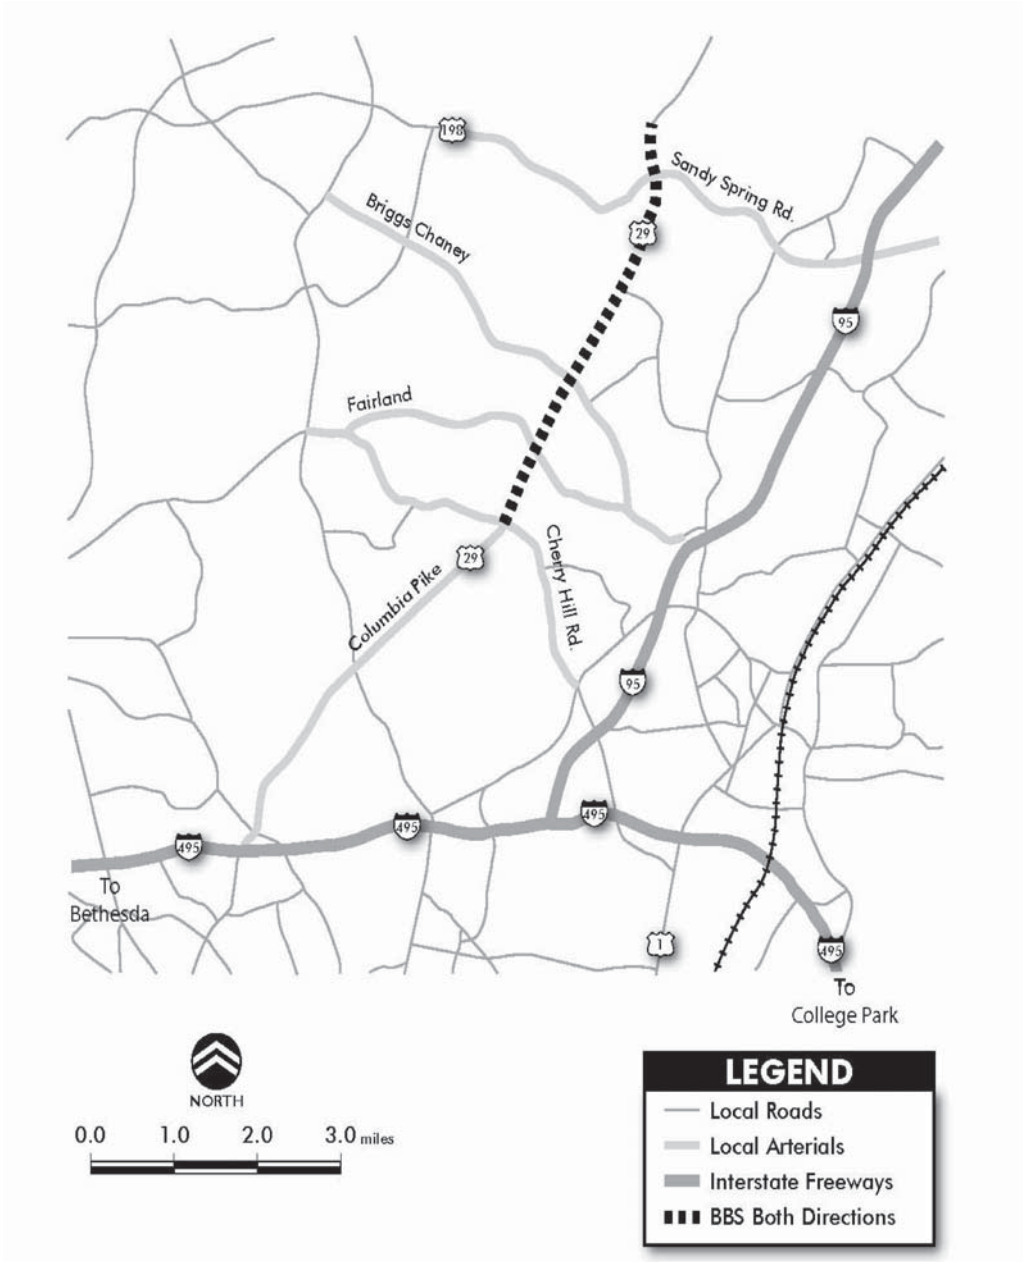 198
Sandy Spring Rd.
Briggs Chaney
29
95
Fairland
29
Cherry Hill Rd.
Columbia Pike
95
495
495
495
To
Bethesda
1
495
To
College Park
NORTH
0.0 1.0 2.0 3.0 miles
LEGEND
Local Roads
Local Arterials
Interstate Freeways
BBS Both Directions